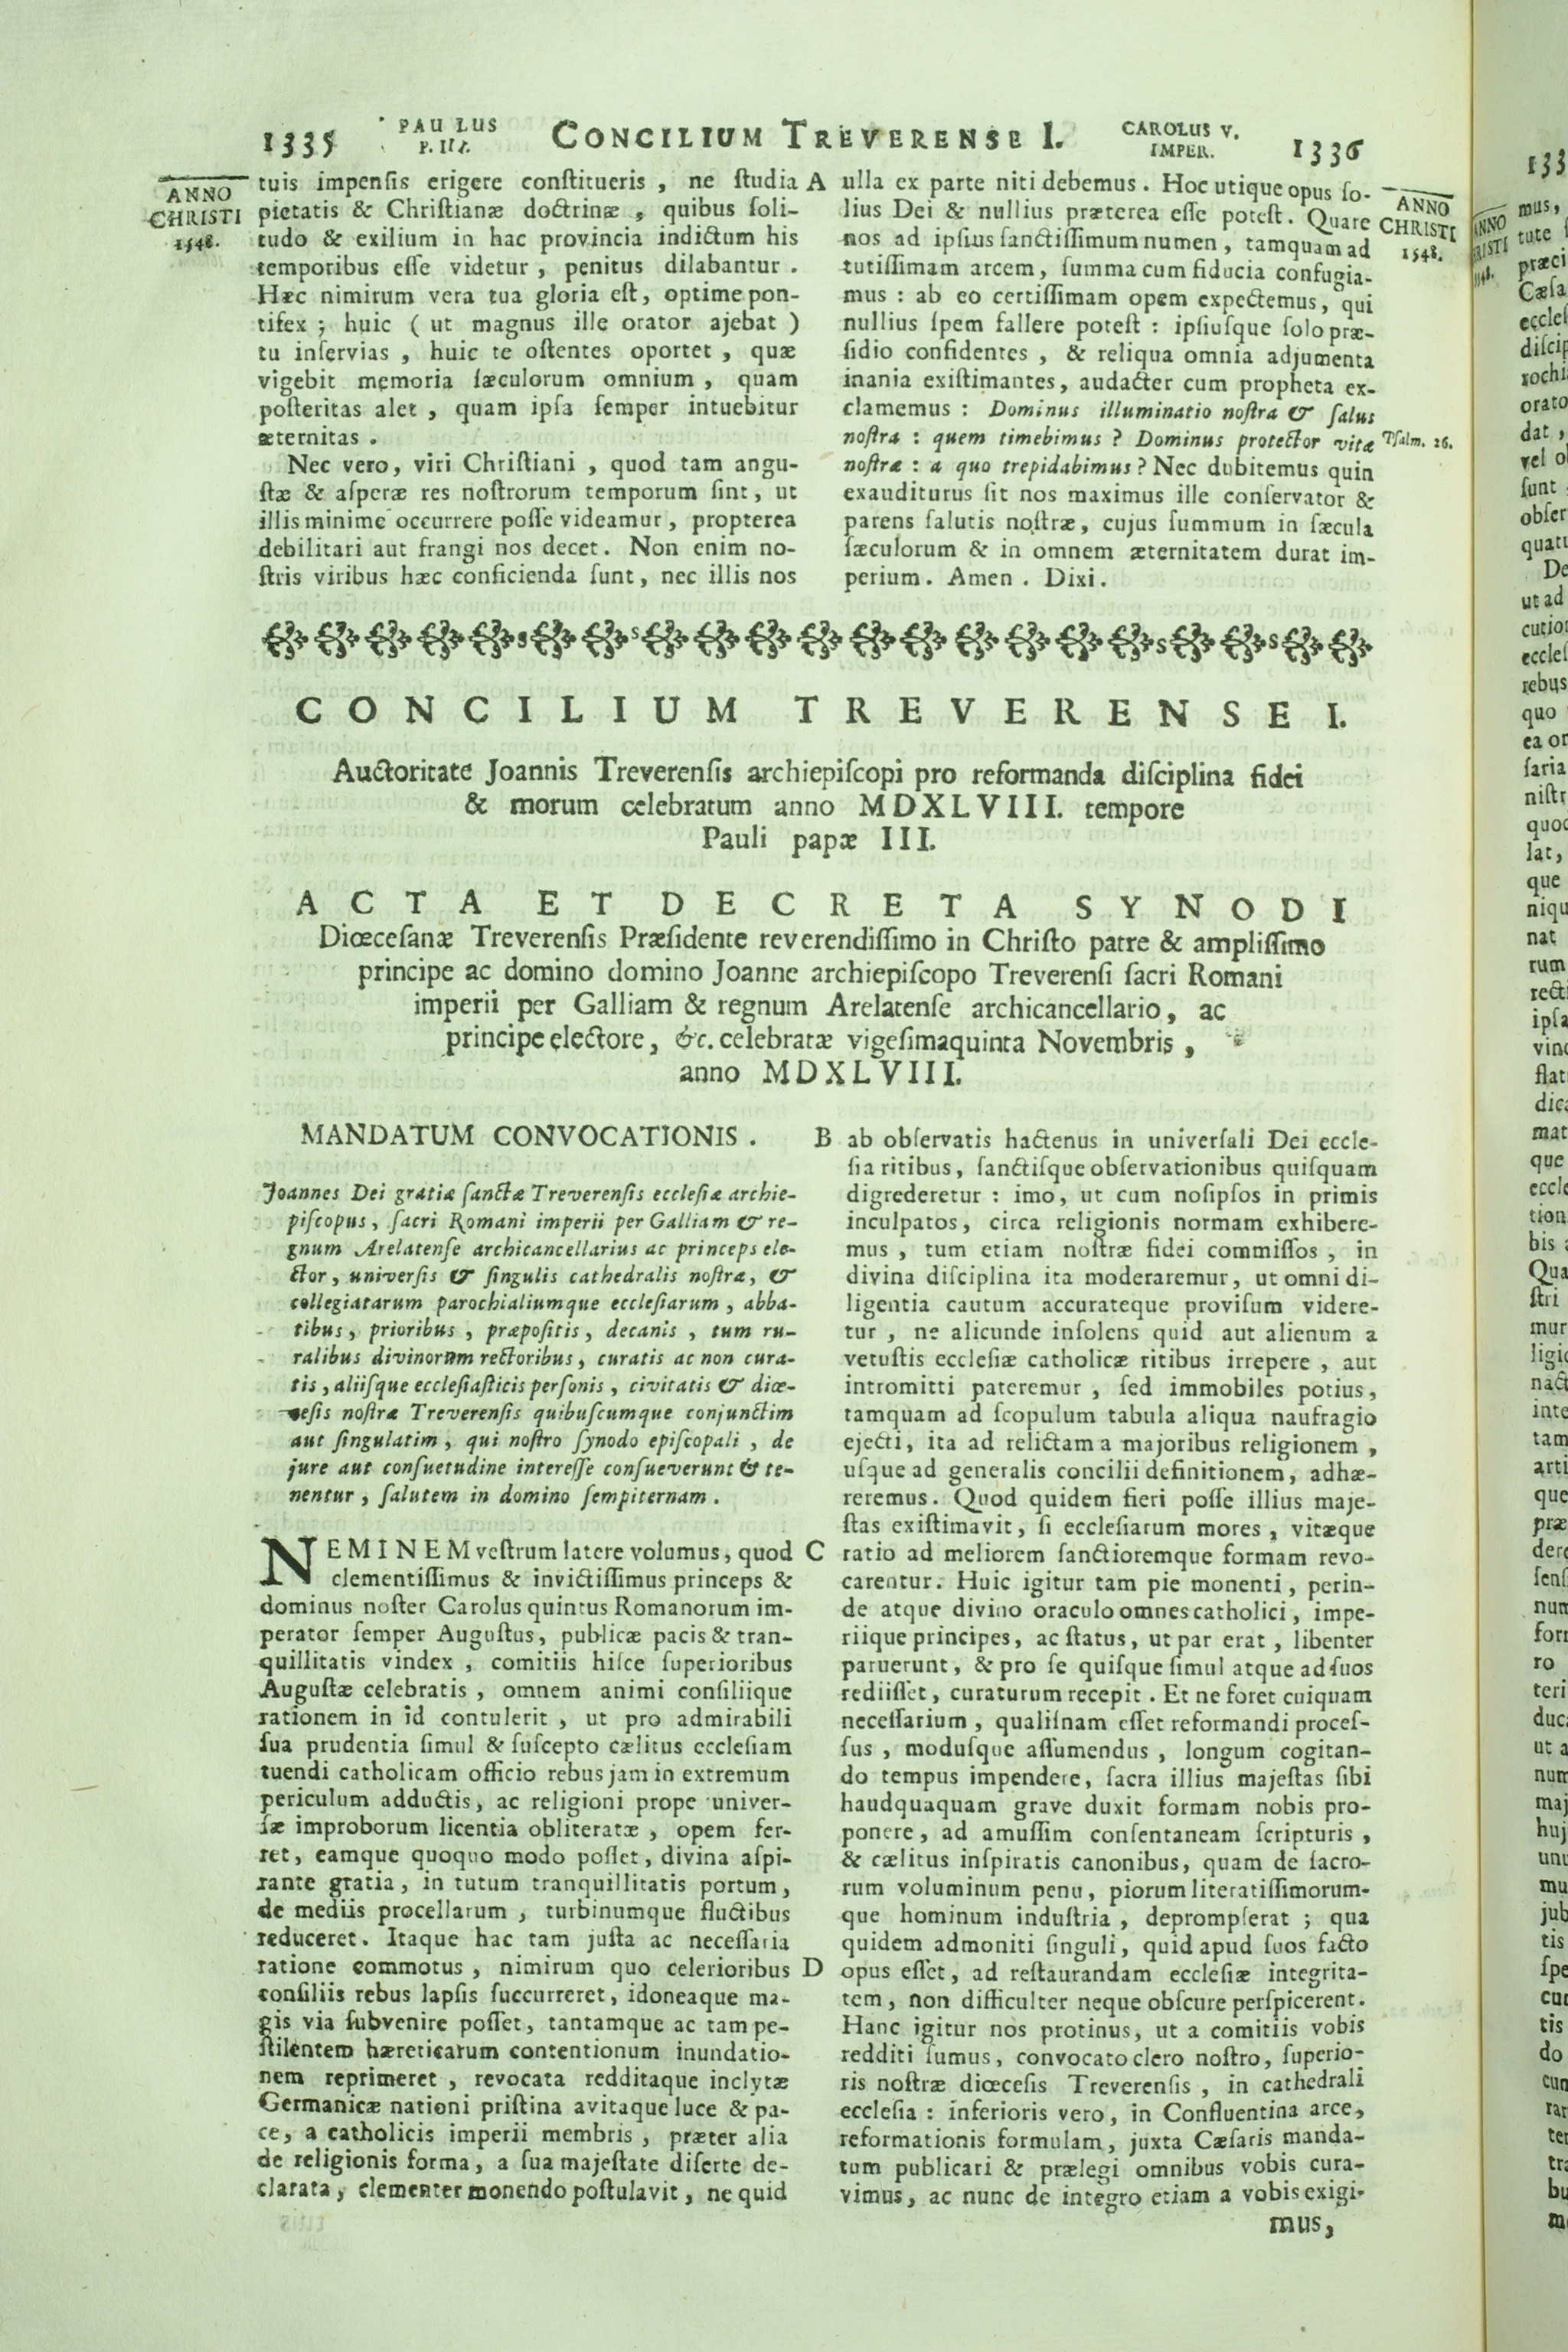 1335
PAULUS
P. III.
CONCILIUM TREVERENSE I.
CAROLUS V.
IMPER.
1336
ANNO
CHRISTI
1548.
tuis impenſis erigere conſtitueris , ne ſtudia
pietatis & Chriſtianæ doctrinæ , quibus ſoli-
tudo & exilium in hac provincia indictum his
temporibus eſſe videtur , penitus dilabantur .
Hæc nimirum vera tua gloria eſt, optime pon-
tifex ; huic ( ut magnus ille orator ajebat )
tu inſervias , huic te oſtentes oportet , quæ
vigebit memoria ſæculorum omnium , quam
poſteritas alet , quam ipſa ſemper intuebitur
æternitas .
Nec vero, viri Chriſtiani , quod tam angu-
ſtæ & aſperæ res noſtrorum temporum ſint, ut
illis minime occurrere poſſe videamur, propterea
debilitari aut frangi nos decet. Non enim no-
ſtris viribus hæc conficienda ſunt, nec illis nos
A
ulla ex parte niti debemus. Hoc utique opus ſo-
lius Dei & nullius præterea eſſe poteſt. Quare
nos ad ipſius ſanctiſſimum numen, tamquam ad
tutiſſimam arcem, ſumma cum fiducia confugia-
mus : ab eo certiſſimam opem expectemus, qui
nullius ſpem fallere poteſt : ipſiuſque ſolo præ-
ſidio confidentes , & reliqua omnia adjumenta
inania exiſtimantes, audacter cum propheta ex-
clamemus : Dominus illuminatio noſtra & ſalus
noſtra : quem timebimus ? Dominus protector vitæ
noſtræ : a quo trepidabimus ? Nec dubitemus quin
exauditurus ſit nos maximus ille conſervator &
parens ſalutis noſtræ, cujus ſummum in ſæcula
ſæculorum & in omnem æternitatem durat im-
perium. Amen . Dixi.
ANNO
CHRISTI
1548.
Pſalm. 26.
CONCILIUM TREVERENSE I.
Auctoritate Joannis Treverenſis archiepiſcopi pro reformanda diſciplina fidei
& morum celebratum anno MDXLVIII. tempore
Pauli papæ III.
ACTA ET DECRETA SYNODI
Diœceſanæ Treverenſis Præſidente reverendiſſimo in Chriſto patre & ampliſſimo
principe ac domino domino Joanne archiepiſcopo Treverenſi ſacri Romani
imperii per Galliam & regnum Arelatenſe archicancellario, ac
principe electore, &c. celebratæ vigeſimaquinta Novembris ,
anno MDXLVIII.
MANDATUM CONVOCATIONIS .
Joannes Dei gratia ſanctæ Treverenſis eccleſiæ archie-
piſcopus, ſacri Romani imperii per Galliam & re-
gnum Arelatenſe archicancellarius ac princeps ele-
ctor, univerſis & ſingulis cathedralis noſtræ, &
collegiatarum parochialiumque eccleſiarum, abba-
tibus, prioribus , præpoſitis, decanis , tum ru-
ralibus divinorum rectoribus, curatis ac non cura-
tis, aliiſque eccleſiaſticis perſonis, civitatis & diœ-
ceſis noſtræ Treverenſis quibuſcumque conjunctim
aut ſingulatim, qui noſtro ſynodo epiſcopali , de
jure aut conſuetudine intereſſe conſueverunt & te-
nentur, ſalutem in domino ſempiternam .
NEMINEM veſtrum latere volumus, quod
clementiſſimus & invictiſſimus princeps &
dominus noſter Carolus quintus Romanorum im-
perator ſemper Auguſtus, publicæ pacis & tran-
quillitatis vindex , comitiis hiſce ſuperioribus
Auguſtæ celebratis , omnem animi conſiliique
rationem in id contulerit , ut pro admirabili
ſua prudentia ſimul & ſuſcepto cælitus eccleſiam
tuendi catholicam officio rebus jam in extremum
periculum adductis, ac religioni prope univer-
ſæ improborum licentia obliteratæ , opem fer-
ret, eamque quoquo modo poſſet, divina aſpi-
rante gratia, in tutum tranquillitatis portum,
de mediis procellarum , turbinumque fluctibus
reduceret. Itaque hac tam juſta ac neceſſaria
ratione commotus , nimirum quo celerioribus
conſiliis rebus lapſis ſuccurreret, idoneaque ma-
gis via ſubvenire poſſet, tantamque ac tam pe-
ſtilentem hæreticarum contentionum inundatio-
nem reprimeret , revocata redditaque inclytæ
Germanicæ nationi priſtina avitaque luce & pa-
ce, a catholicis imperii membris , præter alia
de religionis forma, a ſua majeſtate diſerte de-
clarata, clementer monendo poſtulavit, ne quid
B
ab obſervatis hactenus in univerſali Dei eccle-
ſia ritibus, ſanctiſque obſervationibus quiſquam
digrederetur : imo, ut cum noſipſos in primis
inculpatos, circa religionis normam exhibere-
mus , tum etiam noſtræ fidei commiſſos , in
divina diſciplina ita moderaremur, ut omni di-
ligentia cautum accurateque proviſum videre-
tur , ne alicunde inſolens quid aut alienum a
vetuſtis eccleſiæ catholicæ ritibus irrepere , aut
intromitti pateremur , ſed immobiles potius,
tamquam ad ſcopulum tabula aliqua naufragio
ejecti, ita ad relictam a majoribus religionem ,
uſque ad generalis concilii definitionem, adhæ-
reremus. Quod quidem fieri poſſe illius maje-
ſtas exiſtimavit, ſi eccleſiarum mores , vitæque
C
ratio ad meliorem ſanctioremque formam revo-
carentur. Huic igitur tam pie monenti, perin-
de atque divino oraculo omnes catholici, impe-
riique principes, ac ſtatus, ut par erat , libenter
paruerunt, & pro ſe quiſque ſimul atque ad ſuos
rediiſſet, curaturum recepit. Et ne foret cuiquam
neceſſarium , qualiſnam eſſet reformandi proceſ-
ſus , moduſque aſſumendus , longum cogitan-
do tempus impendere, ſacra illius majeſtas ſibi
haudquaquam grave duxit formam nobis pro-
ponere, ad amuſſim conſentaneam ſcripturis ,
& cælitus inſpiratis canonibus, quam de ſacro-
rum voluminum penu, piorum literatiſſimorum-
que hominum induſtria , deprompſerat ; qua
quidem admoniti ſinguli, quid apud ſuos facto
D
opus eſſet, ad reſtaurandam eccleſiæ integrita-
tem, non difficulter neque obſcure perſpicerent.
Hanc igitur nos protinus, ut a comitiis vobis
redditi ſumus, convocato clero noſtro, ſuperio-
ris noſtræ diœceſis Treverenſis , in cathedrali
eccleſia : inferioris vero, in Confluentina arce,
reformationis formulam, juxta Cæſaris manda-
tum publicari & prælegi omnibus vobis cura-
vimus, ac nunc de integro etiam a vobis exigi-
mus,